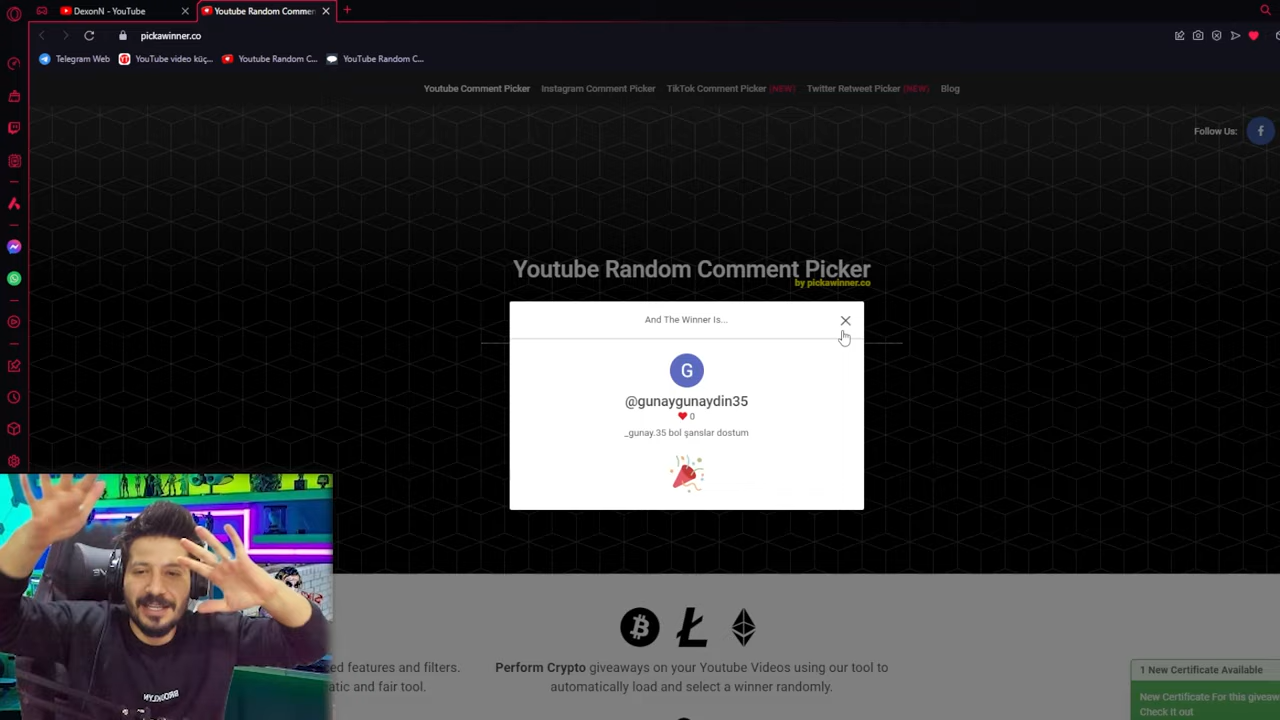 DexonN - YouTube
Youtube Random Commen
pickawinner.co
Telegram Web
YouTube video küç...
Youtube Random C...
YouTube Random C...
Youtube Comment Picker
Instagram Comment Picker
TikTok Comment Picker (NEW)
Twitter Retweet Picker (NEW)
Blog
Follow Us:
Youtube Random Comment Picker
by pickawinner.co
And The Winner Is...
G
@gunaygunaydin35
0
_gunay.35 bol şanslar dostum
ed features and filters.
atic and fair tool.
Perform Crypto giveaways on your Youtube Videos using our tool to
automatically load and select a winner randomly.
1 New Certificate Available
New Certificate For this giveaw
Check it out